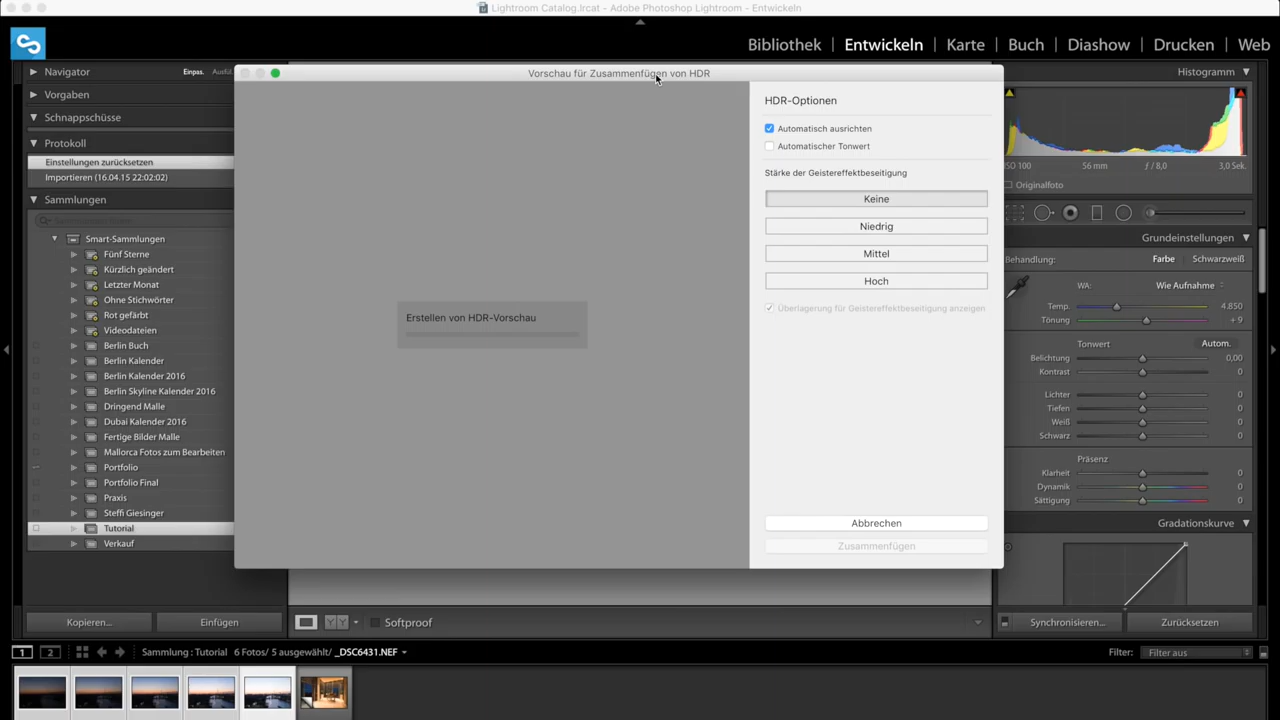 Lightroom Catalog.lrcat - Adobe Photoshop Lightroom - Entwickeln
Bibliothek | Entwickeln | Karte | Buch | Diashow | Drucken | Web
Navigator Einpas. Ausfül.
Vorgaben
Schnappschüsse
Protokoll
Einstellungen zurücksetzen
Importieren (16.04.15 22:02:02)
Sammlungen
Smart-Sammlungen
Fünf Sterne
Kürzlich geändert
Letzter Monat
Ohne Stichwörter
Rot gefärbt
Videodateien
Berlin Buch
Berlin Kalender
Berlin Kalender 2016
Berlin Skyline Kalender 2016
Dringend Malle
Dubai Kalender 2016
Fertige Bilder Malle
Mallorca Fotos zum Bearbeiten
Portfolio
Portfolio Final
Praxis
Steffi Giesinger
Tutorial
Verkauf
Kopieren... Einfügen
Vorschau für Zusammenfügen von HDR
Erstellen von HDR-Vorschau
HDR-Optionen
Automatisch ausrichten
Automatischer Tonwert
Stärke der Geistereffektbeseitigung
Keine
Niedrig
Mittel
Hoch
Überlagerung für Geistereffektbeseitigung anzeigen
Abbrechen
Zusammenfügen
Softproof
Histogramm
ISO 100 56 mm ƒ / 8,0 3,0 Sek.
Originalfoto
Grundeinstellungen
Behandlung: Farbe Schwarzweiß
WA: Wie Aufnahme
Temp. 4.850
Tönung + 9
Tonwert Autom.
Belichtung 0,00
Kontrast 0
Lichter 0
Tiefen 0
Weiß 0
Schwarz 0
Präsenz
Klarheit 0
Dynamik 0
Sättigung 0
Gradationskurve
Synchronisieren... Zurücksetzen
1 2 Sammlung : Tutorial 6 Fotos/ 5 ausgewählt/ _DSC6431.NEF Filter: Filter aus